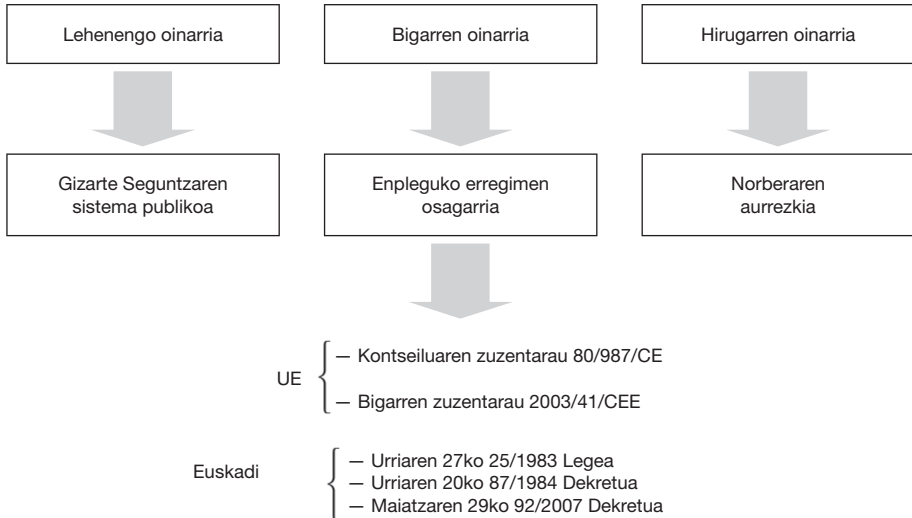 Lehenengo oinarria
Bigarren oinarria
Hirugarren oinarria
Gizarte Seguntzaren
sistema publikoa
Enpleguko erregimen
osagarria
Norberaren
aurrezkia
UE
— Kontseiluaren zuzentarau 80/987/CE
— Bigarren zuzentarau 2003/41/CEE
Euskadi
— Urriaren 27ko 25/1983 Legea
— Urriaren 20ko 87/1984 Dekretua
— Maiatzaren 29ko 92/2007 Dekretua